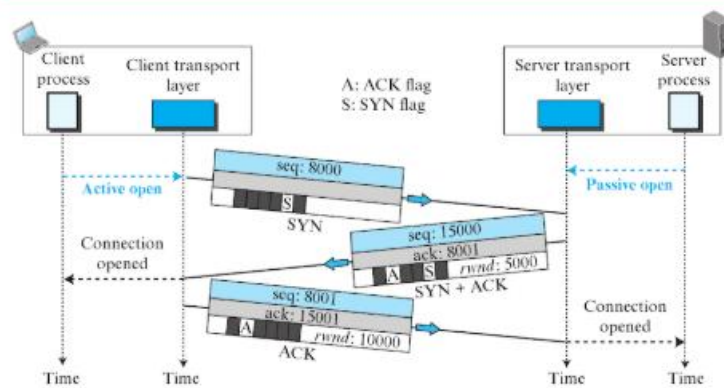 Client
process
Client transport
layer
A: ACK flag
S: SYN flag
Server transport
layer
Server
process
Active open
seq: 8000
S
SYN
Passive open
seq: 15000
ack: 8001
A S rwnd: 5000
SYN + ACK
Connection
opened
seq: 8001
ack: 15001
A rwnd: 10000
ACK
Connection
opened
Time
Time
Time
Time